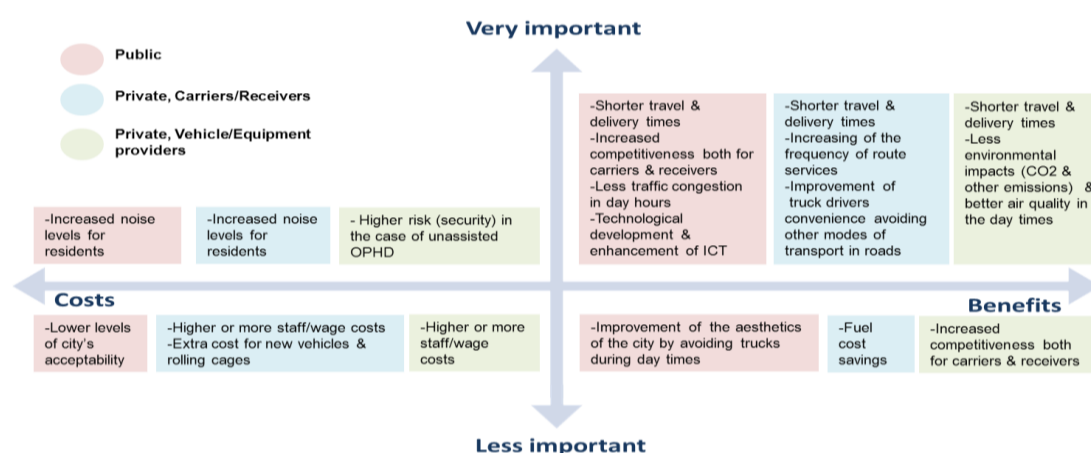 Very important
Public
Private, Carriers/Receivers
Private, Vehicle/Equipment
providers
-Increased noise
levels for
residents
-Increased noise
levels for
residents
- Higher risk (security) in
the case of unassisted
OPHD
-Shorter travel &
delivery times
-Increased
competitiveness both for
carriers & receivers
-Less traffic congestion
in day hours
-Technological
development &
enhancement of ICT
-Shorter travel &
delivery times
-Increasing of the
frequency of route
services
-Improvement of
truck drivers
convenience avoiding
other modes of
transport in roads
-Shorter travel &
delivery times
-Less
environmental
impacts (CO2 &
other emissions) &
better air quality in
the day times
Costs
Benefits
-Lower levels
of city's
acceptability
-Higher or more staff/wage costs
-Extra cost for new vehicles &
rolling cages
-Higher or more
staff/wage
costs
-Improvement of the aesthetics
of the city by avoiding trucks
during day times
-Fuel
cost
savings
-Increased
competitiveness both
for carriers & receivers
Less important